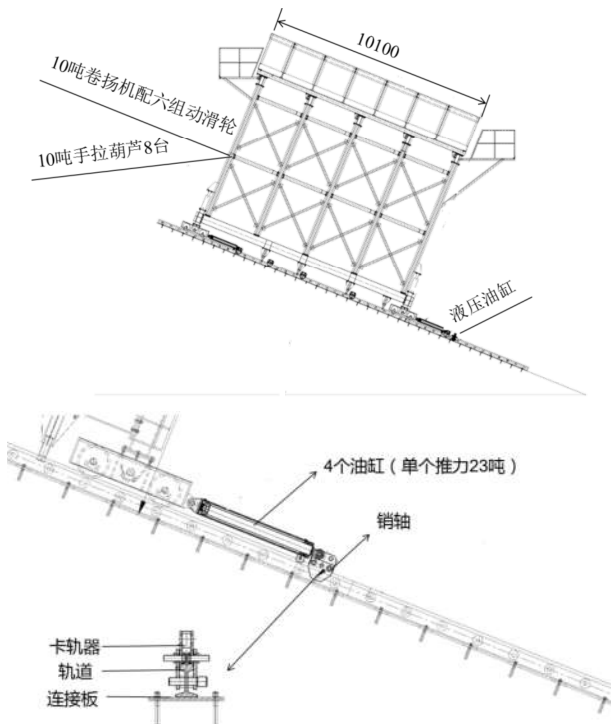 10100
10吨卷扬机配六组动滑轮
10吨手拉葫芦8台
液压油缸
4个油缸（单个推力23吨）
销轴
卡轨器
轨道
连接板